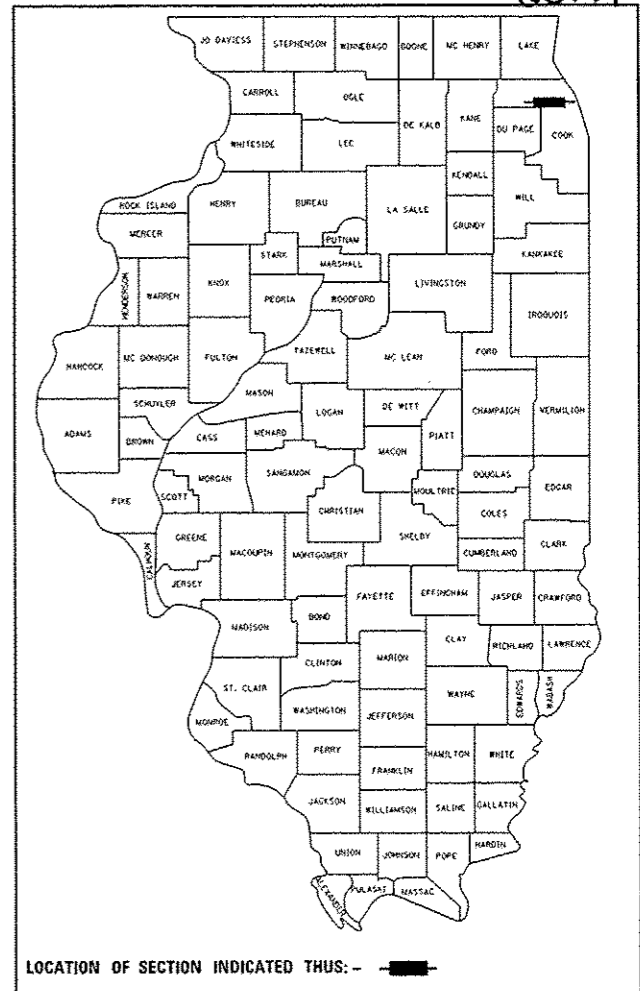 JO DAVIESS STEPHENSON WINNEBAGO BOONE MC HENRY LAKE
CARROLL OGLE DE KALB KANE DU PAGE COOK
WHITESIDE LEE
KENDALL WILL
ROCK ISLAND HENRY BUREAU LA SALLE GRUNDY
MERCER PUTNAM
STARK MARSHALL KANKAKEE
HENDERSON WARREN KNOX PEORIA WOODFORD LIVINGSTON IROQUOIS
HANCOCK MC DONOUGH FULTON TAZEWELL MC LEAN FORD
SCHUYLER MASON LOGAN DE WITT CHAMPAIGN VERMILION
ADAMS BROWN CASS MENARD MACON PIATT
PIKE SCOTT MORGAN SANGAMON MOULTRIE DOUGLAS EDGAR
CHRISTIAN COLES
CALHOUN GREENE MACOUPIN MONTGOMERY SHELBY CUMBERLAND CLARK
JERSEY
MADISON BOND FAYETTE EFFINGHAM JASPER CRAWFORD
CLINTON MARION CLAY RICHLAND LAWRENCE
ST. CLAIR WASHINGTON JEFFERSON WAYNE EDWARDS WABASH
MONROE
RANDOLPH PERRY FRANKLIN HAMILTON WHITE
JACKSON WILLIAMSON SALINE GALLATIN
UNION JOHNSON POPE HARDIN
ALEXANDER PULASKI MASSAC
LOCATION OF SECTION INDICATED THUS: -